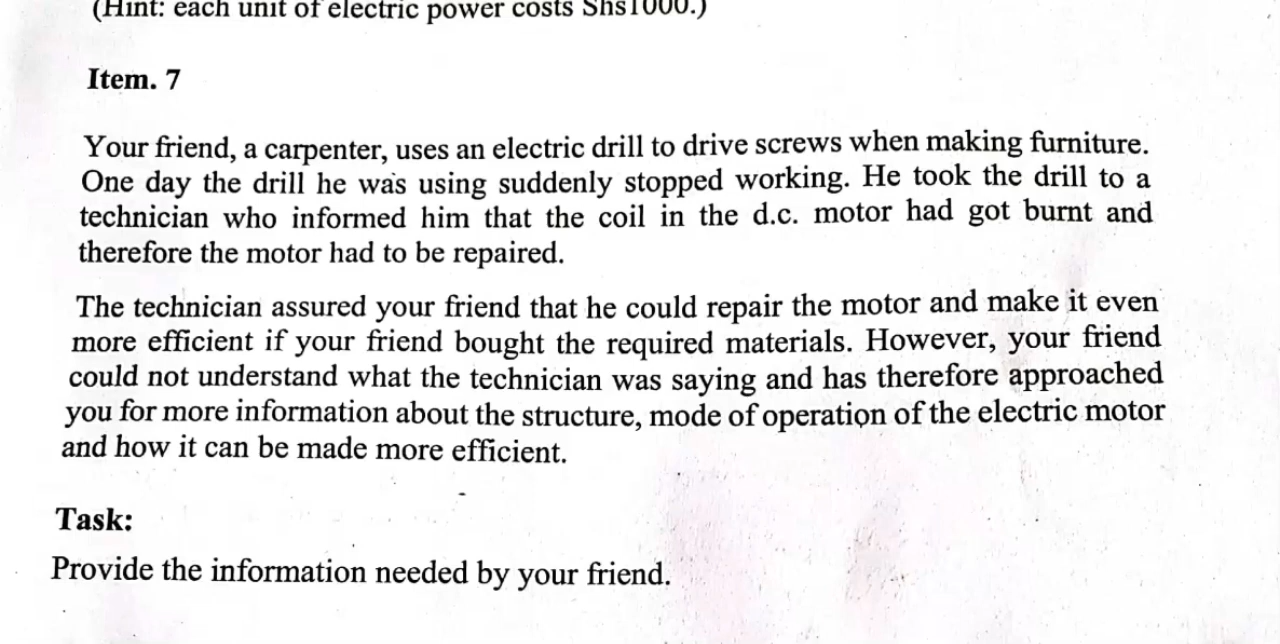 (Hint: each unit of electric power costs Shs1000.)
Item. 7
Your friend, a carpenter, uses an electric drill to drive screws when making furniture.
One day the drill he was using suddenly stopped working. He took the drill to a
technician who informed him that the coil in the d.c. motor had got burnt and
therefore the motor had to be repaired.
The technician assured your friend that he could repair the motor and make it even
more efficient if your friend bought the required materials. However, your friend
could not understand what the technician was saying and has therefore approached
you for more information about the structure, mode of operation of the electric motor
and how it can be made more efficient.
Task:
Provide the information needed by your friend.